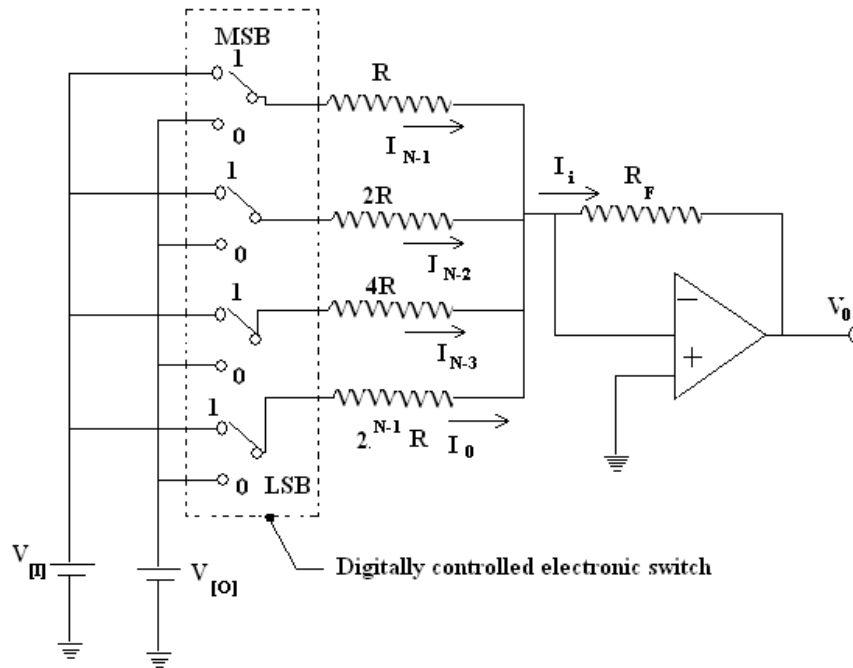 MSB
1
R
0
I N-1
1
2R
I i
R F
0
I N-2
1
4R
V 0
0
I N-3
1
2. N-1 R
I 0
0
LSB
V [I]
V [O]
Digitally controlled electronic switch
− 
+